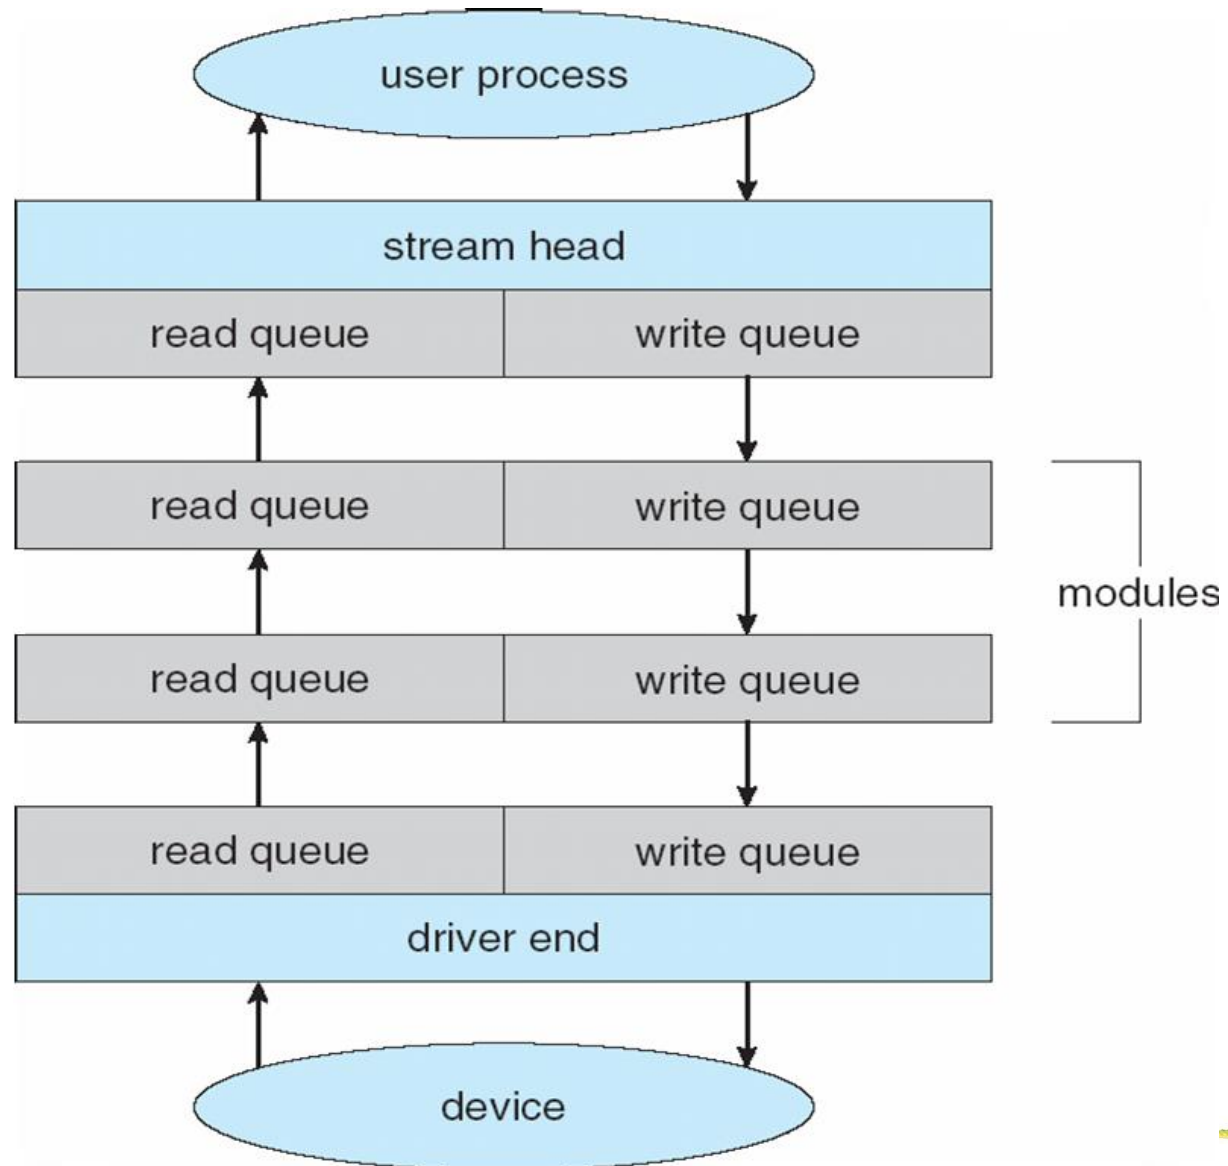 user process
stream head
read queue write queue
read queue write queue
modules
read queue write queue
read queue write queue
driver end
device